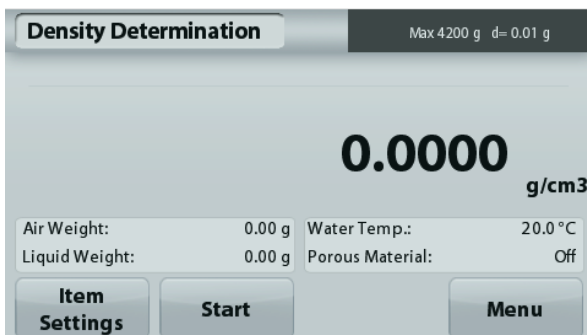 Density Determination
Max 4200 g d= 0.01 g
0.0000
g/cm3
Air Weight: 0.00 g
Liquid Weight: 0.00 g
Water Temp.: 20.0 °C
Porous Material: Off
Item
Settings
Start
Menu